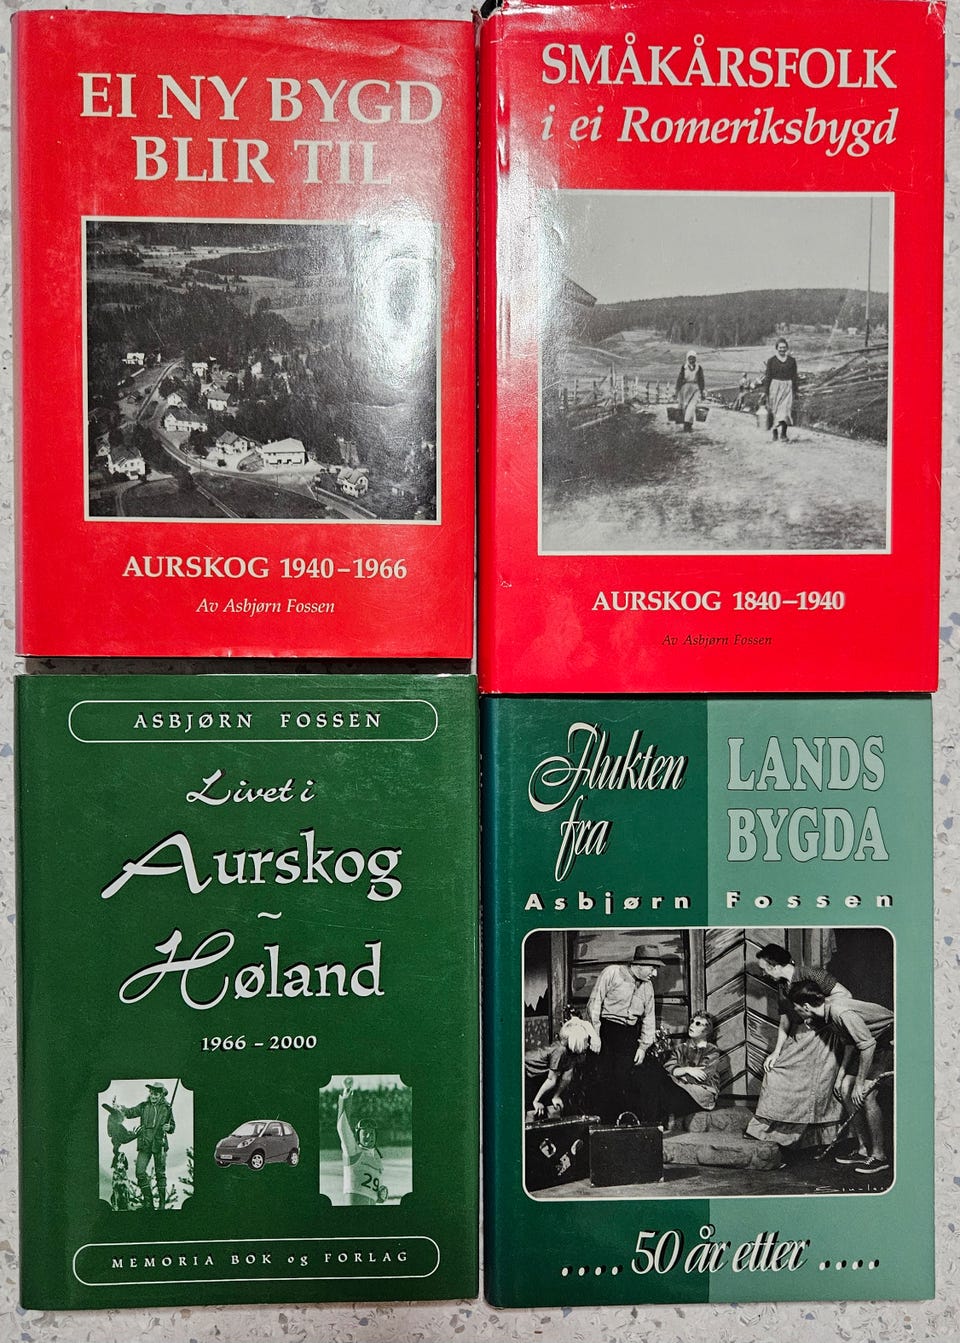 EI NY BYGD
BLIR TIL
AURSKOG 1940–1966
Av Asbjørn Fossen
SMÅKÅRSFOLK
i ei Romeriksbygd
AURSKOG 1840–1940
Av Asbjørn Fossen
ASBJØRN FOSSEN
Livet i
Aurskog
~
Høland
1966 – 2000
29
MEMORIA BOK og FORLAG
Flukten
fra
LANDS
BYGDA
Asbjørn Fossen
.... 50 år etter ....